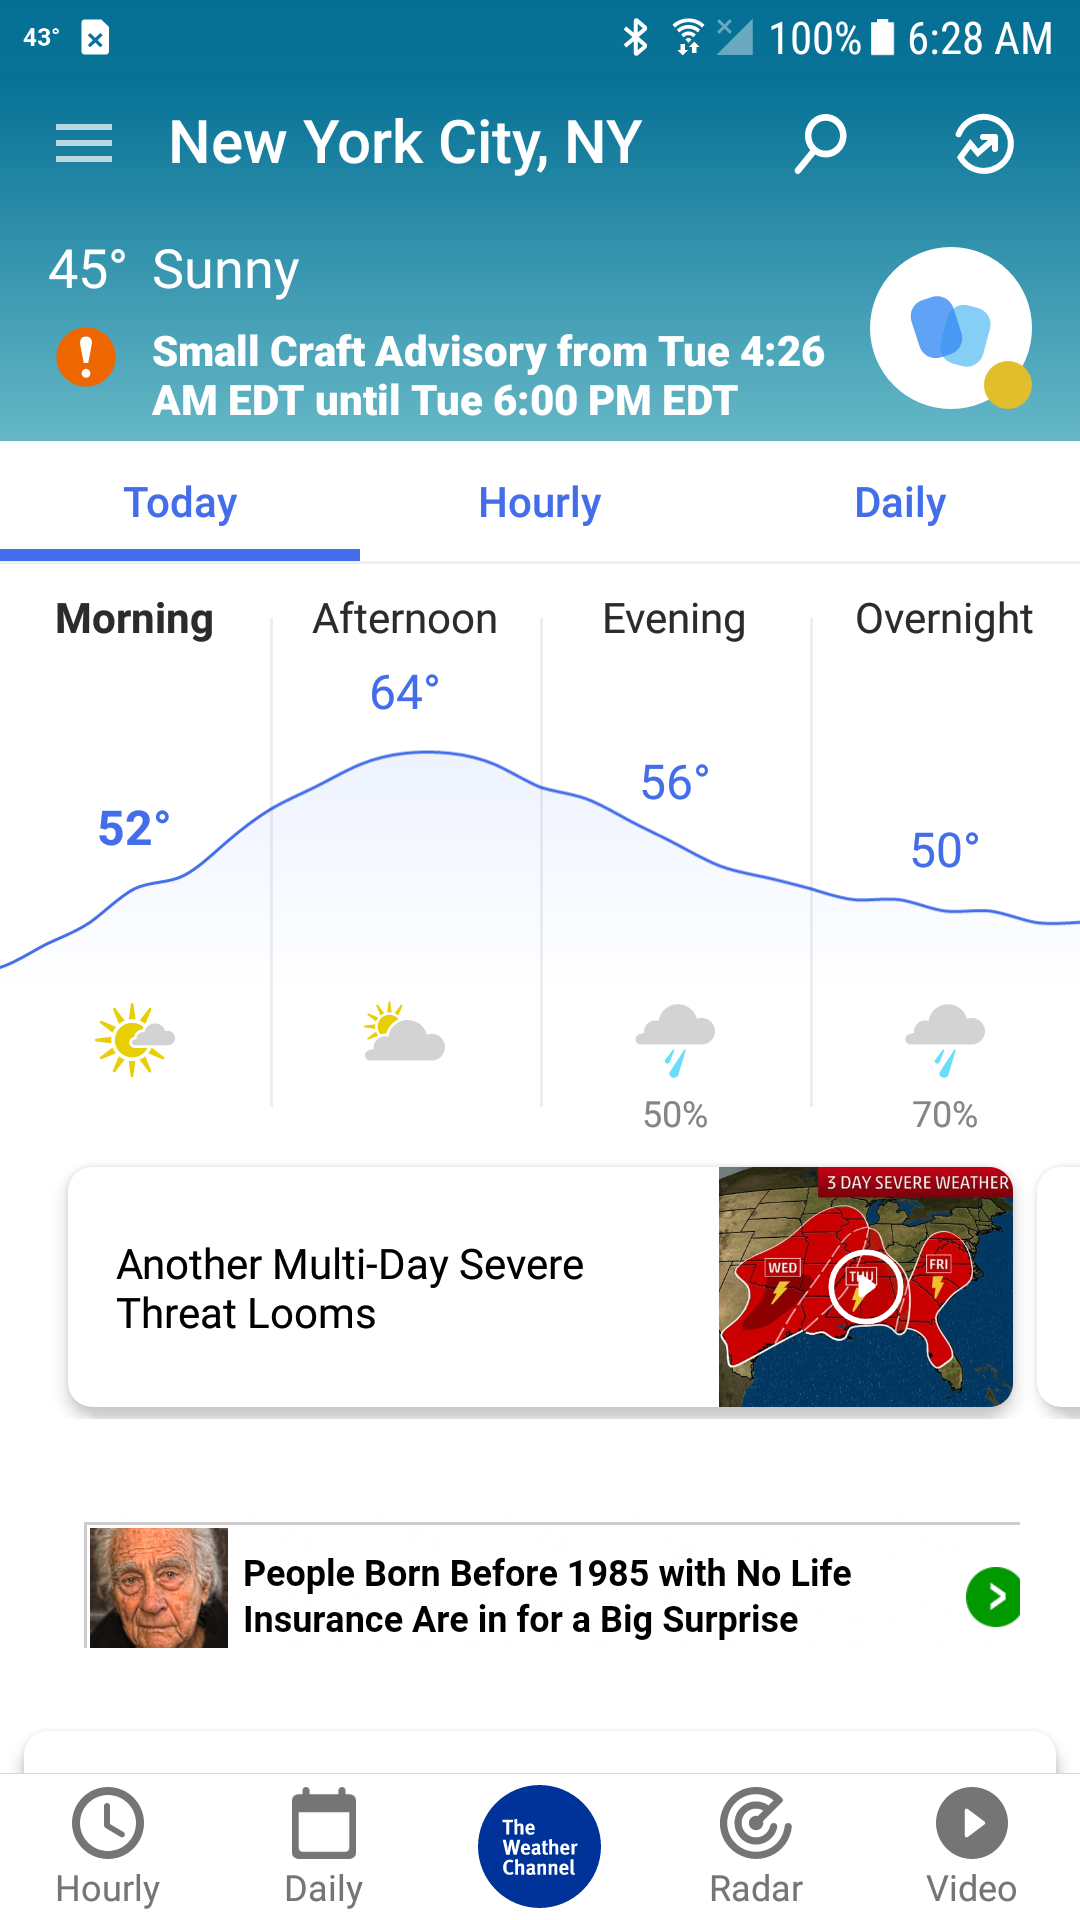 43°
100% 6:28 AM
New York City, NY
45° Sunny
Small Craft Advisory from Tue 4:26
AM EDT until Tue 6:00 PM EDT
Today Hourly Daily
Morning Afternoon Evening Overnight
64°
56°
52°
50°
50% 70%
3 DAY SEVERE WEATHER
WED
THU
FRI
Another Multi-Day Severe
Threat Looms
People Born Before 1985 with No Life
Insurance Are in for a Big Surprise
The
Weather
Channel
Hourly Daily Radar Video